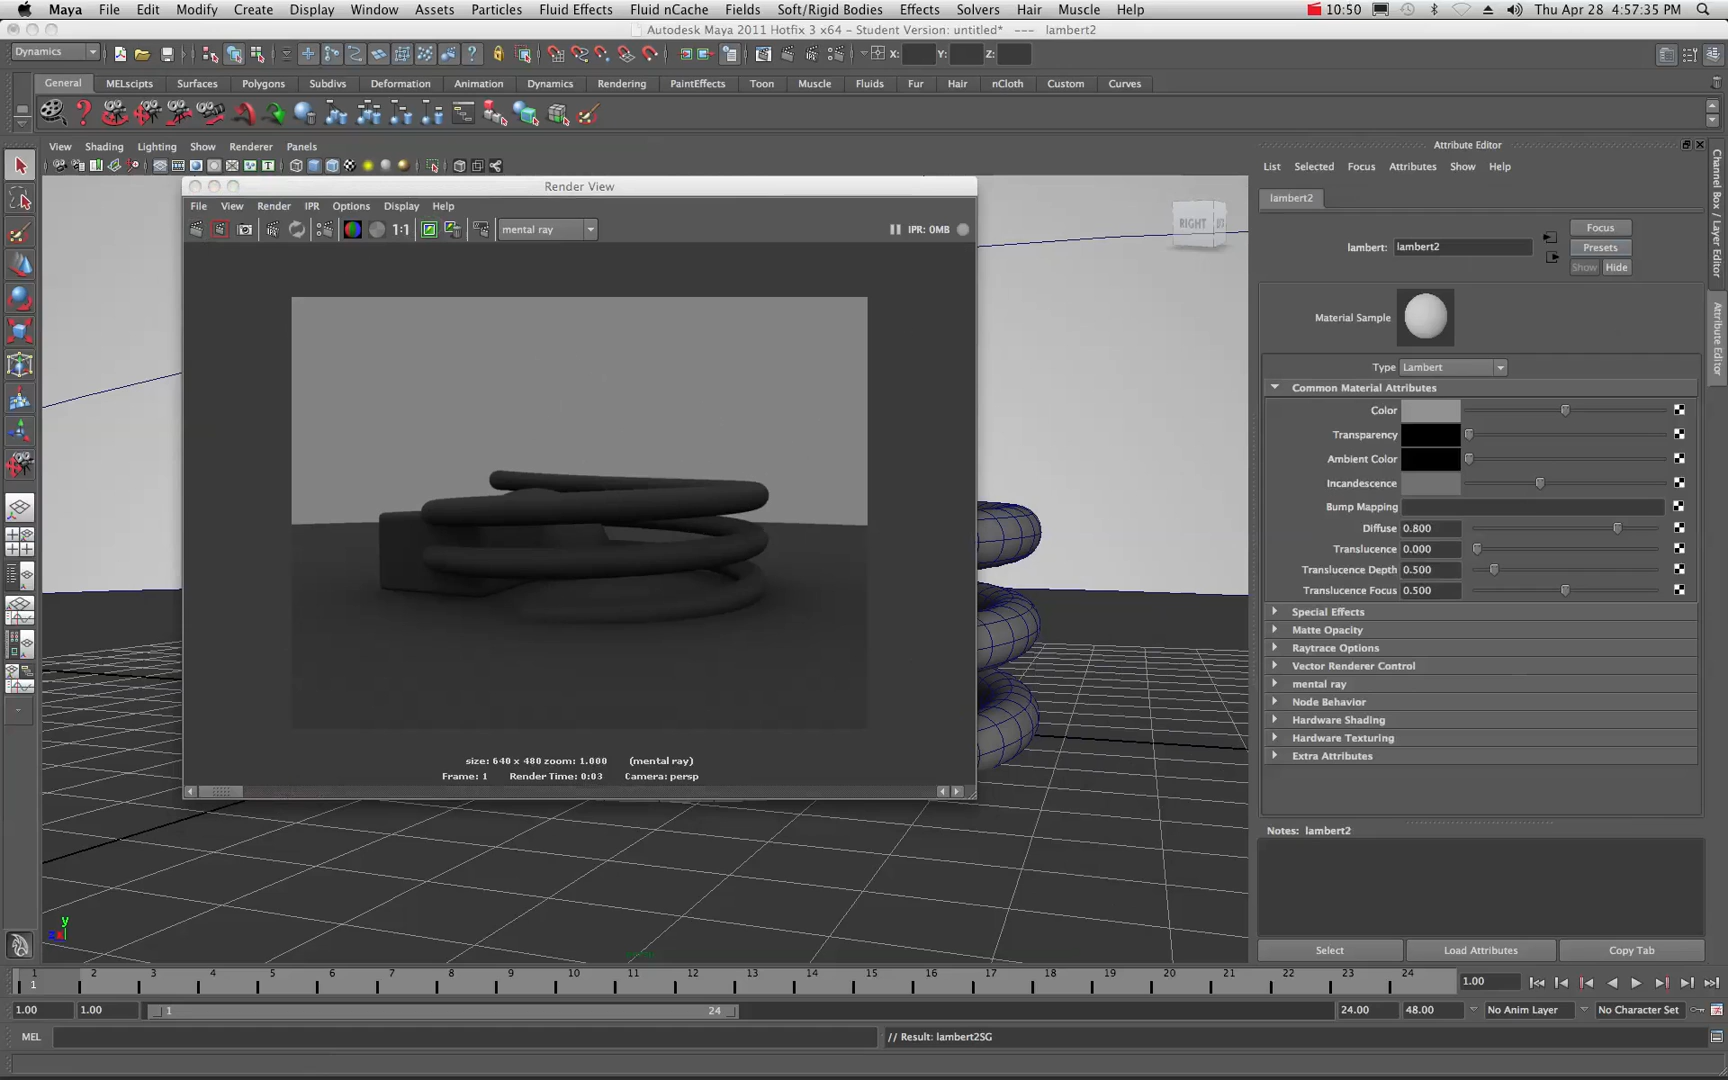 Maya File Edit Modify Create Display Window Assets Particles Fluid Effects Fluid nCache Fields Soft/Rigid Bodies Effects Solvers Hair Muscle Help 10:50 Thu Apr 28 4:57:35 PM
Autodesk Maya 2011 Hotfix 3 x64 - Student Version: untitled* --- lambert2
Dynamics X: Y: Z:
General MELscipts Surfaces Polygons Subdivs Deformation Animation Dynamics Rendering PaintEffects Toon Muscle Fluids Fur Hair nCloth Custom Curves
View Shading Lighting Show Renderer Panels
Render View
File View Render IPR Options Display Help
1:1 mental ray IPR: 0MB
RIGHT
size: 640 x 480 zoom: 1.000 (mental ray)
Frame: 1 Render Time: 0:03 Camera: persp
Attribute Editor
List Selected Focus Attributes Show Help
lambert2
lambert: lambert2
Focus
Presets
Show Hide
Material Sample
Type Lambert
Common Material Attributes
Color
Transparency
Ambient Color
Incandescence
Bump Mapping
Diffuse 0.800
Translucence 0.000
Translucence Depth 0.500
Translucence Focus 0.500
Special Effects
Matte Opacity
Raytrace Options
Vector Renderer Control
mental ray
Node Behavior
Hardware Shading
Hardware Texturing
Extra Attributes
Notes: lambert2
Select Load Attributes Copy Tab
Channel Box / Layer Editor
Attribute Editor
y
z x
1 2 3 4 5 6 7 8 9 10 11 12 13 14 15 16 17 18 19 20 21 22 23 24 1.00
1
1.00 1.00 1 24 24.00 48.00 No Anim Layer No Character Set
MEL // Result: lambert2SG